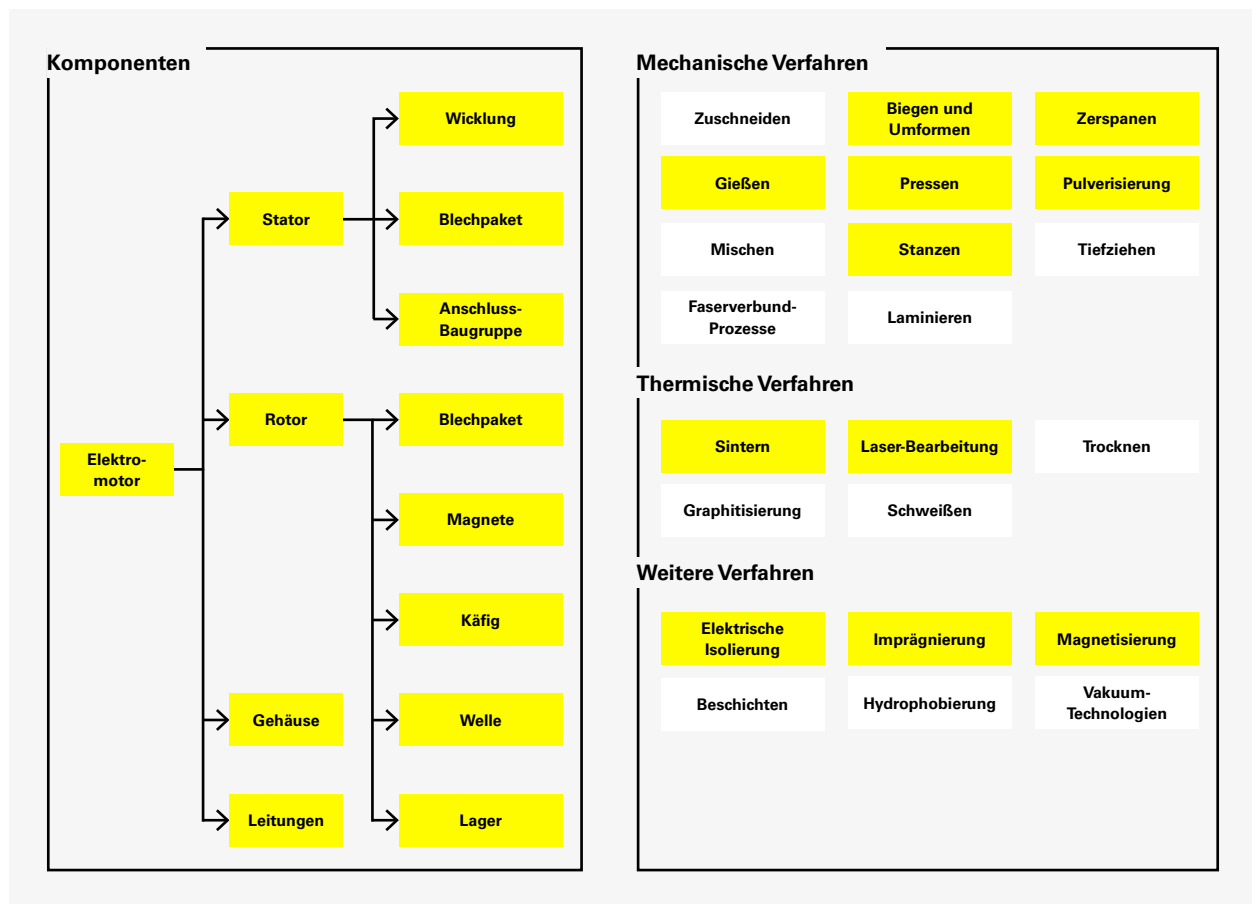 Komponenten
Wicklung
Stator
Blechpaket
Anschluss-
Baugruppe
Rotor
Blechpaket
Elektro-
motor
Magnete
Käfig
Gehäuse
Welle
Leitungen
Lager
Mechanische Verfahren
Zuschneiden
Biegen und
Umformen
Zerspanen
Gießen
Pressen
Pulverisierung
Mischen
Stanzen
Tiefziehen
Faserverbund-
Prozesse
Laminieren
Thermische Verfahren
Sintern
Laser-Bearbeitung
Trocknen
Graphitisierung
Schweißen
Weitere Verfahren
Elektrische
Isolierung
Imprägnierung
Magnetisierung
Beschichten
Hydrophobierung
Vakuum-
Technologien